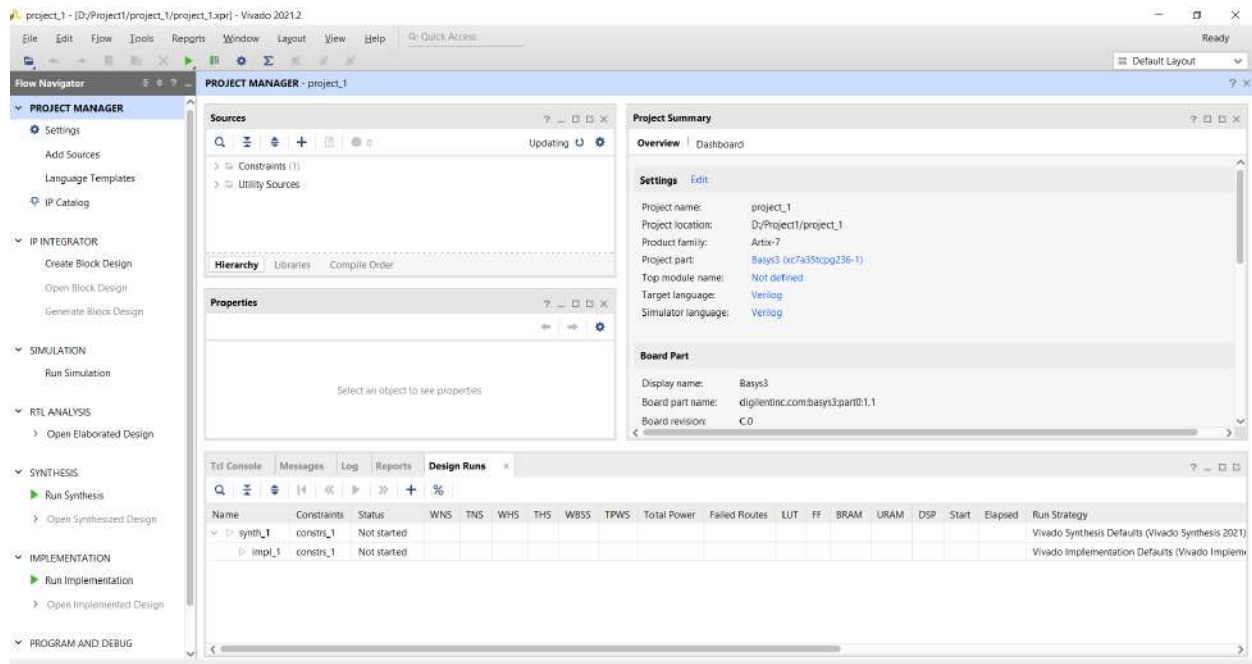 project_1 - [D:/Project1/project_1/project_1.xpr] - Vivado 2021.2
File Edit Flow Tools Reports Window Layout View Help Quick Access Ready
Default Layout
Flow Navigator
PROJECT MANAGER - project_1
PROJECT MANAGER
Settings
Add Sources
Language Templates
IP Catalog
IP INTEGRATOR
Create Block Design
Open Block Design
Generate Block Design
SIMULATION
Run Simulation
RTL ANALYSIS
Open Elaborated Design
SYNTHESIS
Run Synthesis
Open Synthesized Design
IMPLEMENTATION
Run Implementation
Open Implemented Design
PROGRAM AND DEBUG
Sources
Updating
Constraints (1)
Utility Sources
Hierarchy Libraries Compile Order
Properties
Select an object to see properties
Project Summary
Overview Dashboard
Settings Edit
Project name: project_1
Project location: D:/Project1/project_1
Product family: Artix-7
Project part: Basys3 (xc7a35tcpg236-1)
Top module name: Not defined
Target language: Verilog
Simulator language: Verilog
Board Part
Display name: Basys3
Board part name: digilentinc.com:basys3:part0:1.1
Board revision: C.0
Tcl Console Messages Log Reports Design Runs
Name Constraints Status WNS TNS WHS THS WBSS TPWS Total Power Failed Routes LUT FF BRAM URAM DSP Start Elapsed Run Strategy
synth_1 constrs_1 Not started Vivado Synthesis Defaults (Vivado Synthesis 2021)
impl_1 constrs_1 Not started Vivado Implementation Defaults (Vivado Impleme